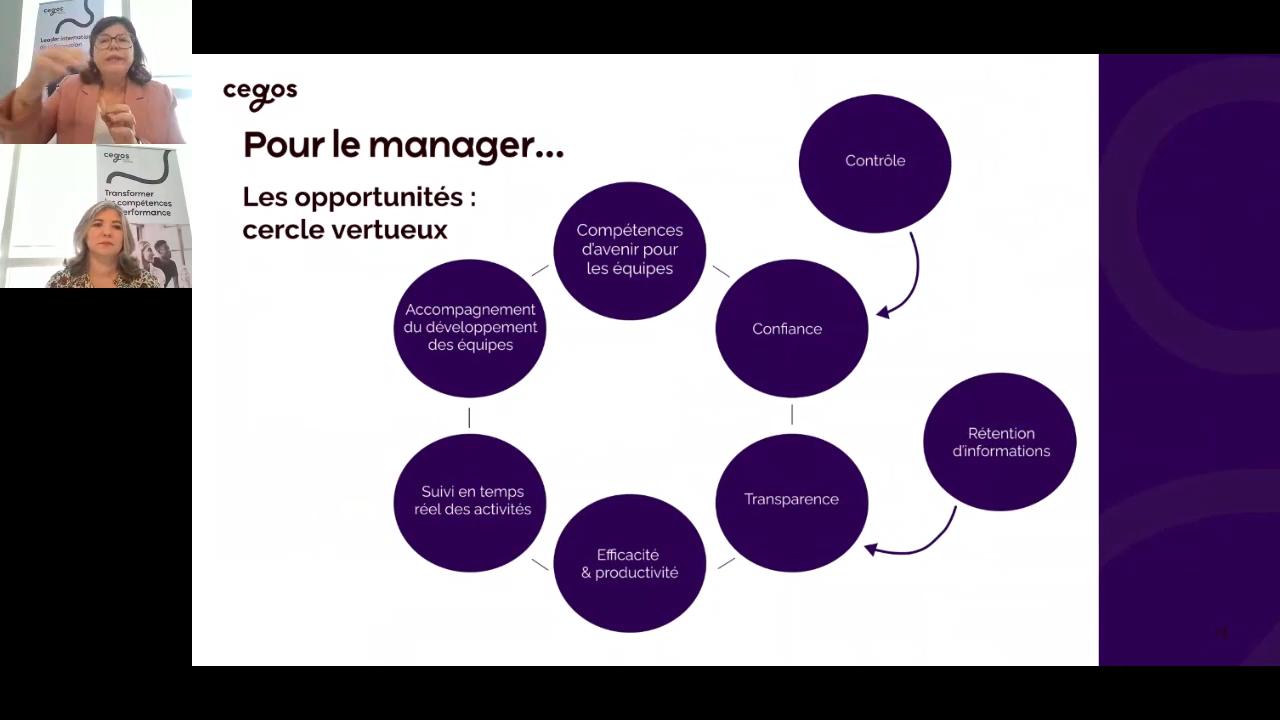 cegos
Leader internation
de la formation
cegos
Transformer
les compétences
performance
cegos
Pour le manager...
Les opportunités :
cercle vertueux
Contrôle
Compétences
d'avenir pour
les équipes
Accompagnement
du développement
des équipes
Confiance
Rétention
d'informations
Suivi en temps
réel des activités
Transparence
Efficacité
& productivité